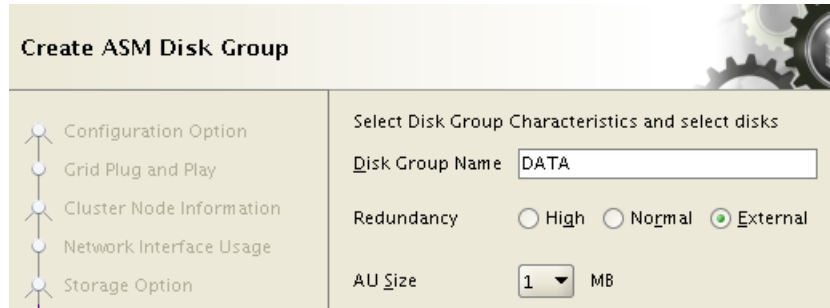 Create ASM Disk Group
Configuration Option
Grid Plug and Play
Cluster Node Information
Network Interface Usage
Storage Option
Select Disk Group Characteristics and select disks
Disk Group Name DATA
Redundancy High Normal External
AU Size 1 MB